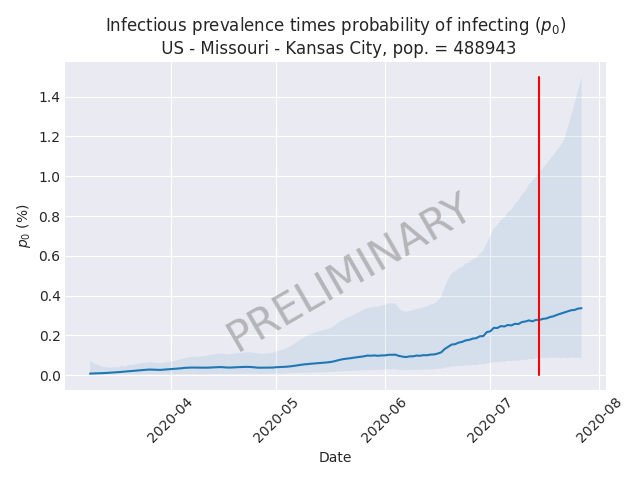 Infectious prevalence times probability of infecting (p₀)
US - Missouri - Kansas City, pop. = 488943
1.4
1.2
1.0
0.8
0.6
0.4
0.2
0.0
p₀ (%)
PRELIMINARY
2020-04
2020-05
2020-06
2020-07
2020-08
Date